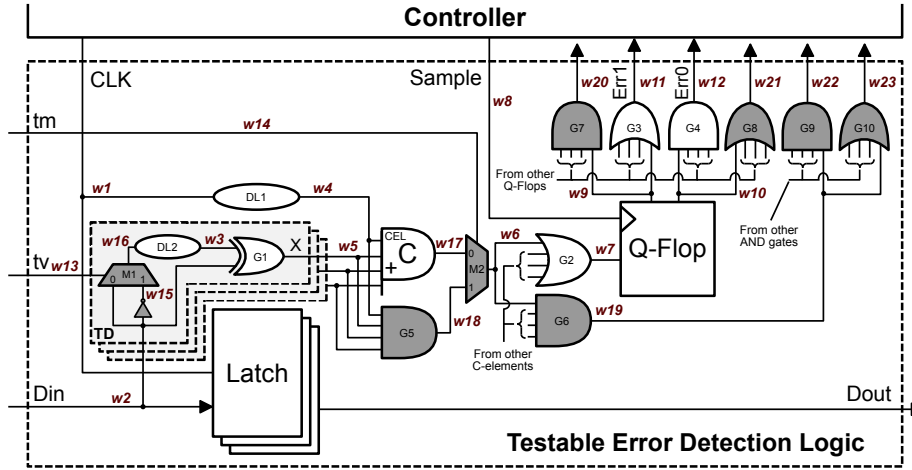 Controller
CLK
Sample
w8
w20
Err1
w11
Err0
w12
w21
w22
w23
tm
w14
G7
G3
G4
G8
G9
G10
From other
Q-Flops
w9
w10
w1
DL1
w4
From other
AND gates
w16
DL2
w3
G1
X
w5
CEL
C
+
w17
0
M2
1
w6
G2
w7
Q-Flop
tv
w13
M1
0
1
w15
TD
G5
w18
G6
w19
From other
C-elements
Latch
Din
w2
Dout
Testable Error Detection Logic